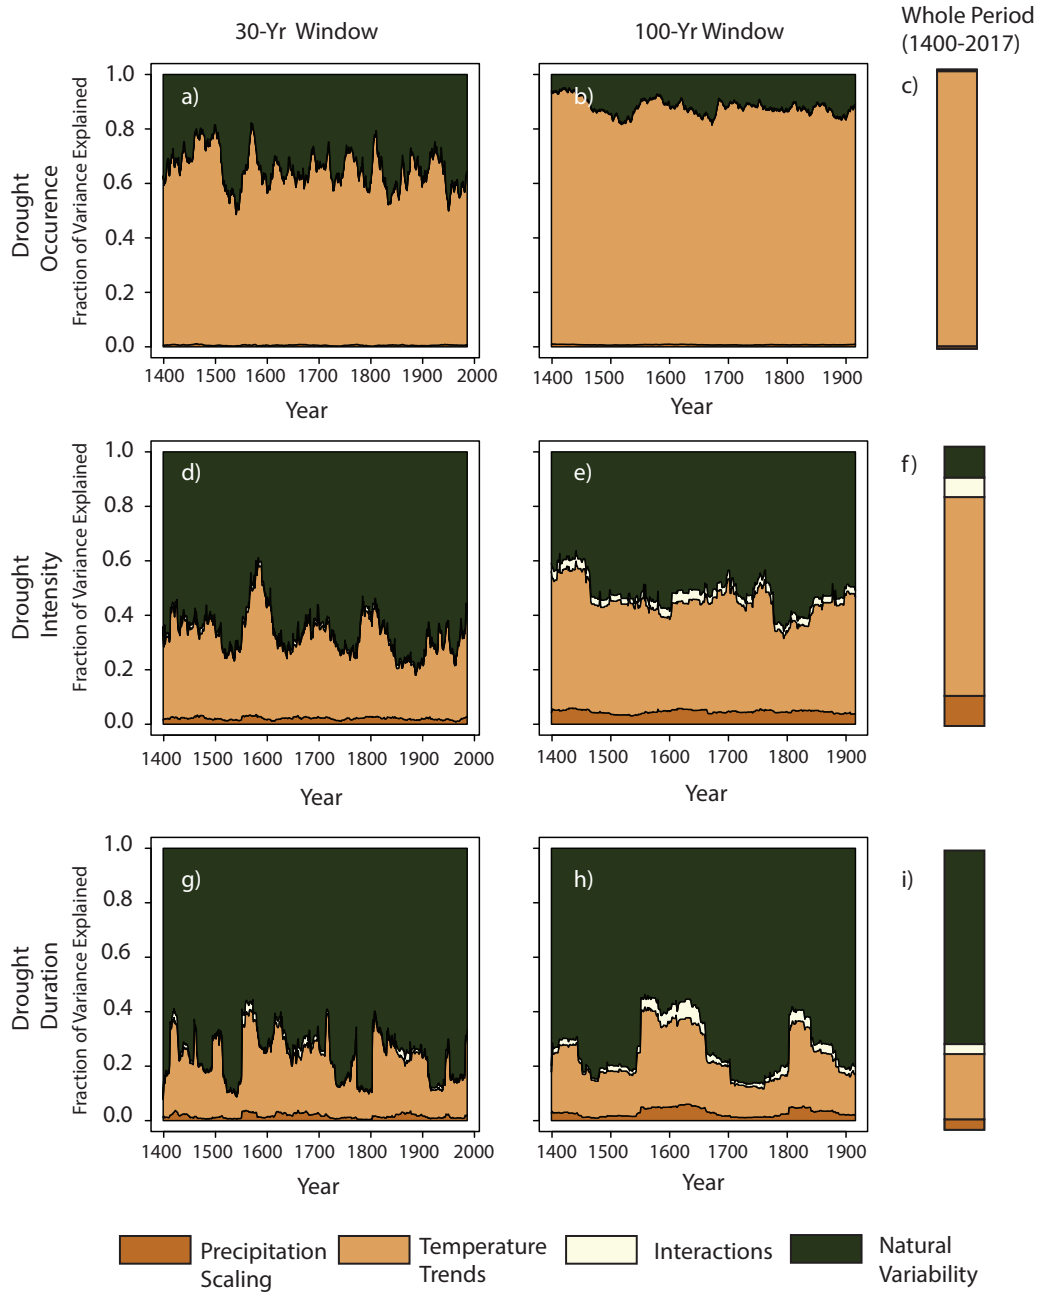 30-Yr Window
100-Yr Window
Whole Period
(1400-2017)
Drought
Occurence
Fraction of Variance Explained
1.0
0.8
0.6
0.4
0.2
0.0
a)
1400 1500 1600 1700 1800 1900 2000
Year
b)
1400 1500 1600 1700 1800 1900
Year
c)
Drought
Intensity
Fraction of Variance Explained
1.0
0.8
0.6
0.4
0.2
0.0
d)
1400 1500 1600 1700 1800 1900 2000
Year
e)
1400 1500 1600 1700 1800 1900
Year
f)
Drought
Duration
Fraction of Variance Explained
1.0
0.8
0.6
0.4
0.2
0.0
g)
1400 1500 1600 1700 1800 1900 2000
Year
h)
1400 1500 1600 1700 1800 1900
Year
i)
Precipitation
Scaling
Temperature
Trends
Interactions
Natural
Variability